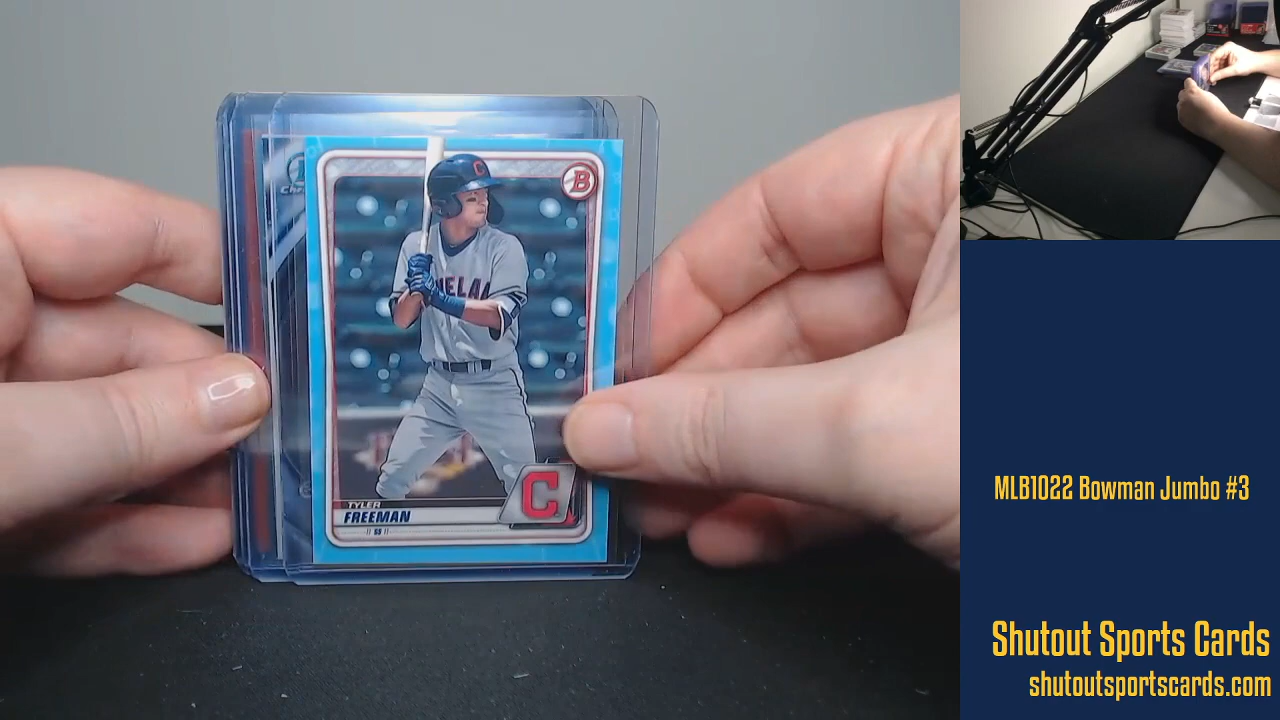 B
C
TYLER
FREEMAN
// SS //
C
MLB1022 Bowman Jumbo #3
Shutout Sports Cards
shutoutsportscards.com